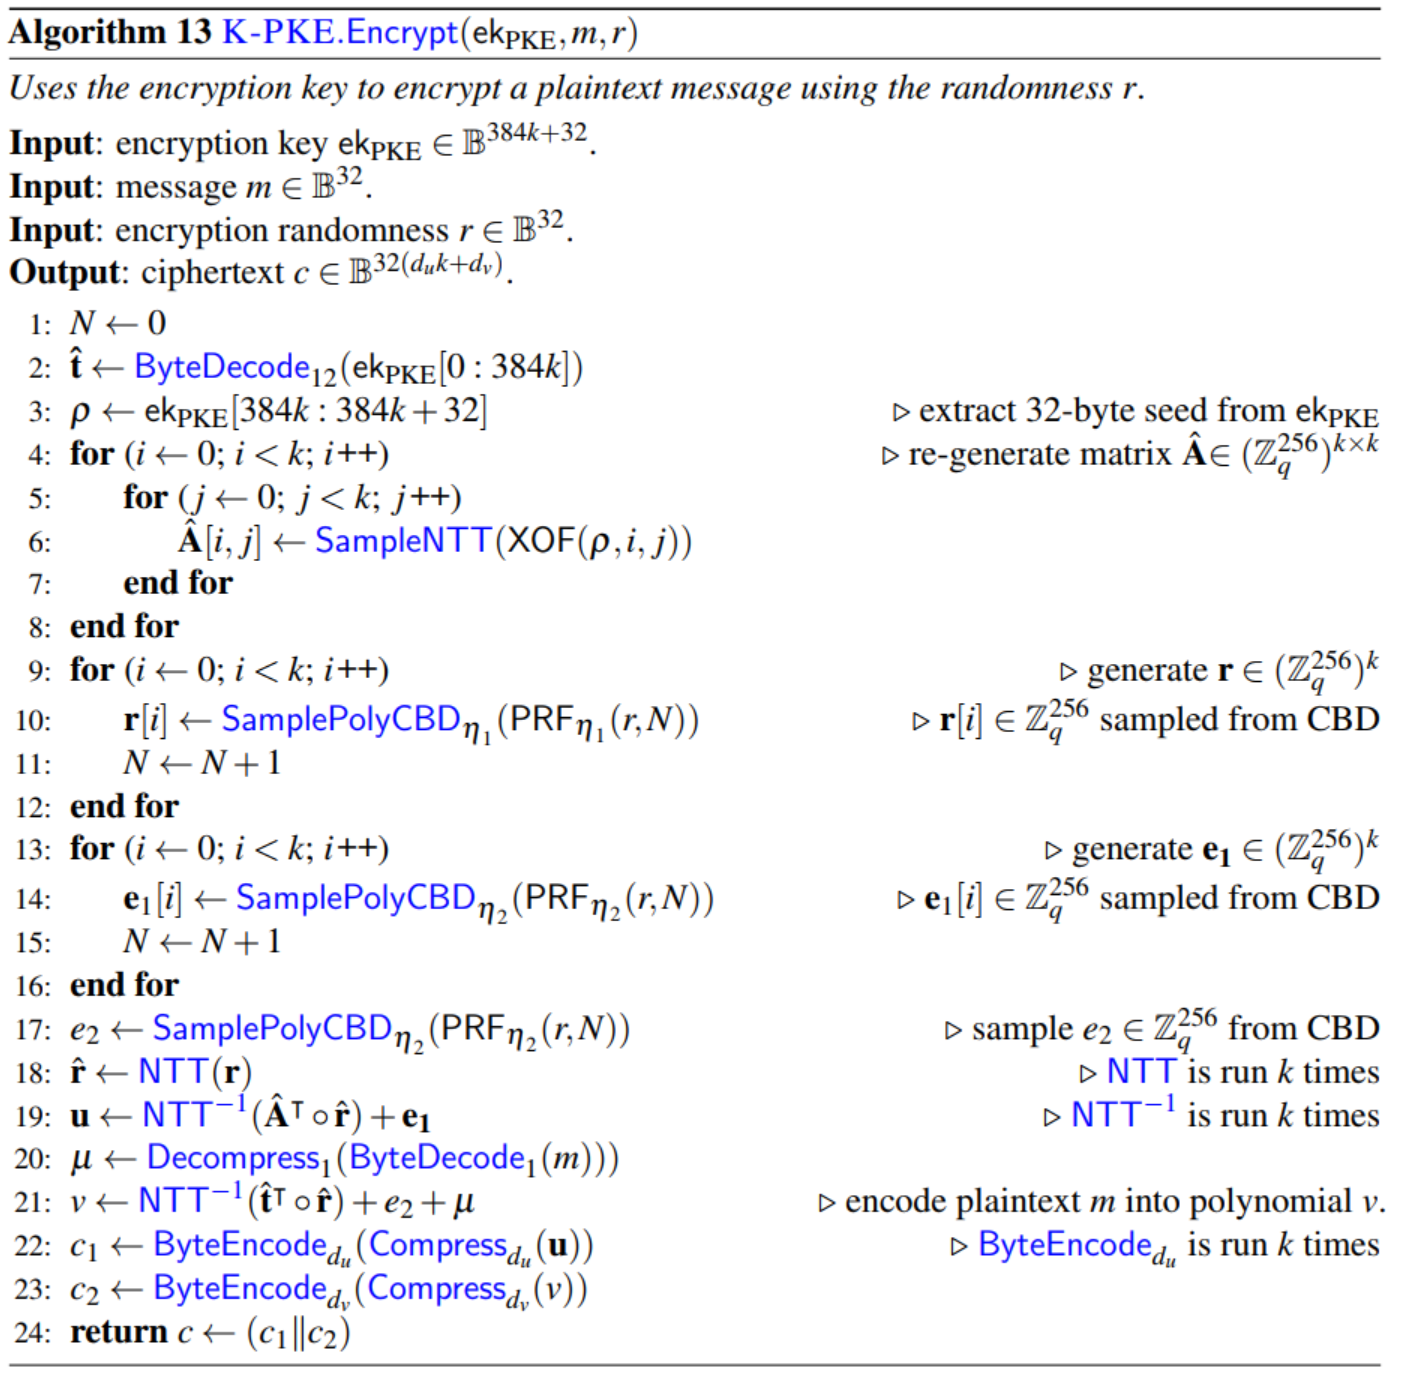 Algorithm 13 K-PKE.Encrypt(ek_PKE, m, r)
Uses the encryption key to encrypt a plaintext message using the randomness r.
Input: encryption key ek_PKE ∈ 𝔹^{384k+32}.
Input: message m ∈ 𝔹^{32}.
Input: encryption randomness r ∈ 𝔹^{32}.
Output: ciphertext c ∈ 𝔹^{32(d_u k+d_v)}.
1: N ← 0
2: t̂ ← ByteDecode_{12}(ek_PKE[0 : 384k])
3: ρ ← ek_PKE[384k : 384k + 32] ▷ extract 32-byte seed from ek_PKE
4: for (i ← 0; i < k; i++) ▷ re-generate matrix Â ∈ (ℤ_q^{256})^{k×k}
5: for (j ← 0; j < k; j++)
6: Â[i, j] ← SampleNTT(XOF(ρ, i, j))
7: end for
8: end for
9: for (i ← 0; i < k; i++) ▷ generate r ∈ (ℤ_q^{256})^k
10: r[i] ← SamplePolyCBD_{η_1}(PRF_{η_1}(r, N)) ▷ r[i] ∈ ℤ_q^{256} sampled from CBD
11: N ← N + 1
12: end for
13: for (i ← 0; i < k; i++) ▷ generate e_1 ∈ (ℤ_q^{256})^k
14: e_1[i] ← SamplePolyCBD_{η_2}(PRF_{η_2}(r, N)) ▷ e_1[i] ∈ ℤ_q^{256} sampled from CBD
15: N ← N + 1
16: end for
17: e_2 ← SamplePolyCBD_{η_2}(PRF_{η_2}(r, N)) ▷ sample e_2 ∈ ℤ_q^{256} from CBD
18: r̂ ← NTT(r) ▷ NTT is run k times
19: u ← NTT^{−1}(Â^⊺ ∘ r̂) + e_1 ▷ NTT^{−1} is run k times
20: μ ← Decompress_1(ByteDecode_1(m)))
21: v ← NTT^{−1}(t̂^⊺ ∘ r̂) + e_2 + μ ▷ encode plaintext m into polynomial v.
22: c_1 ← ByteEncode_{d_u}(Compress_{d_u}(u)) ▷ ByteEncode_{d_u} is run k times
23: c_2 ← ByteEncode_{d_v}(Compress_{d_v}(v))
24: return c ← (c_1‖c_2)